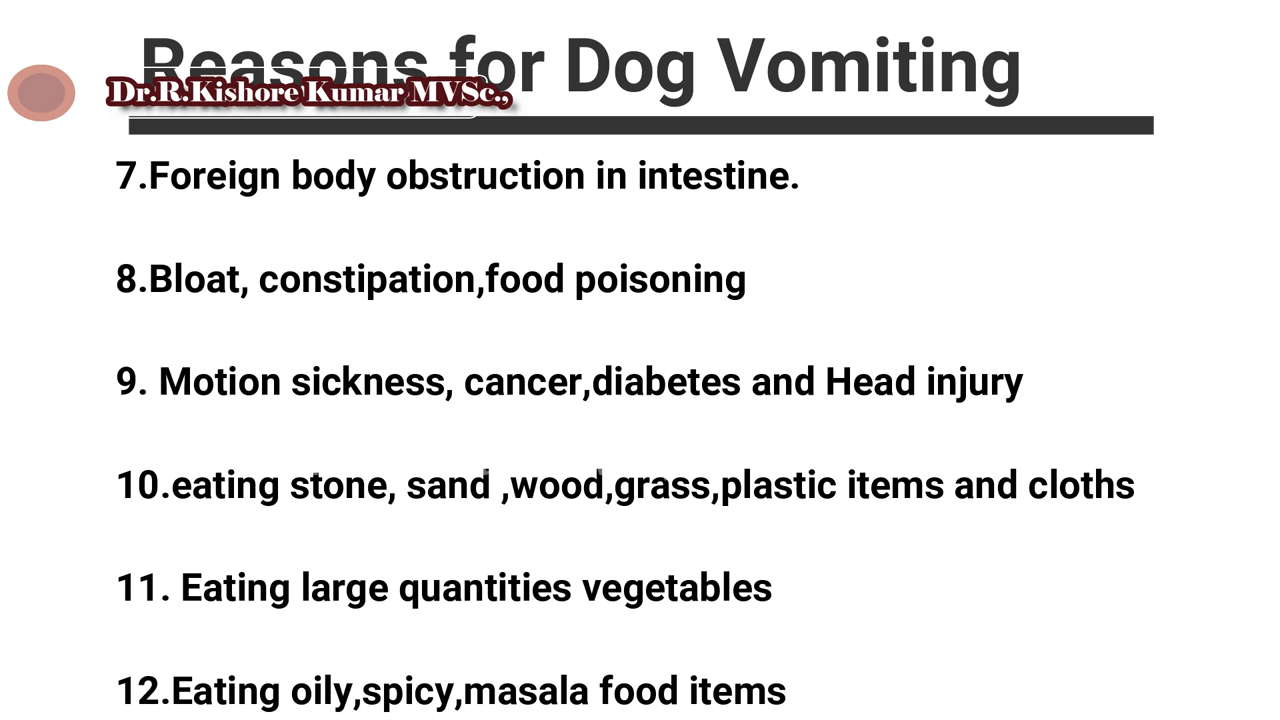 Reasons for Dog Vomiting
Dr.R.Kishore Kumar MVSc.,
7.Foreign body obstruction in intestine.
8.Bloat, constipation,food poisoning
9. Motion sickness, cancer,diabetes and Head injury
10.eating stone, sand ,wood,grass,plastic items and cloths
11. Eating large quantities vegetables
12.Eating oily,spicy,masala food items